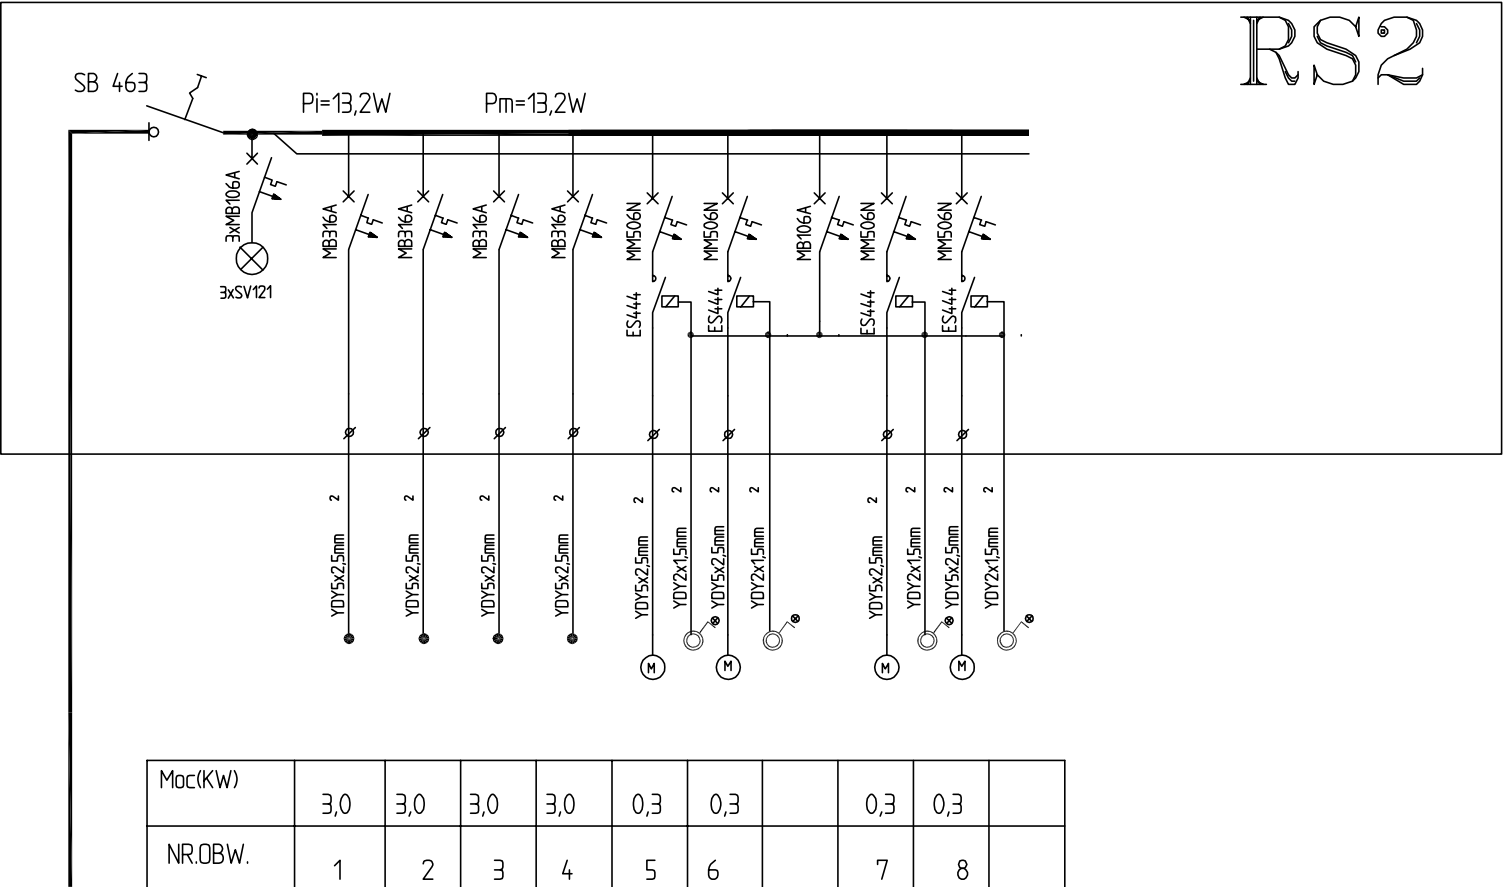 RS2
SB 463
Pi=13,2W Pm=13,2W
3xMB106A
3xSV121
MB316A
MB316A
MB316A
MB316A
MM506N
MM506N
MB106A
MM506N
MM506N
ES444
ES444
ES444
ES444
YDY5x2,5mm 2
YDY5x2,5mm 2
YDY5x2,5mm 2
YDY5x2,5mm 2
YDY5x2,5mm 2
YDY2x1,5mm 2
YDY5x2,5mm 2
YDY2x1,5mm 2
YDY5x2,5mm 2
YDY2x1,5mm 2
YDY5x2,5mm 2
YDY2x1,5mm 2
M M M M
Moc(KW) 3,0 3,0 3,0 3,0 0,3 0,3 0,3 0,3
NR.OBW. 1 2 3 4 5 6 7 8